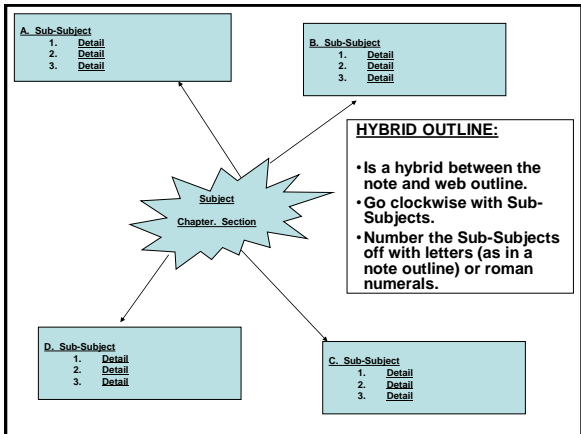 A. Sub-Subject
1. Detail
2. Detail
3. Detail
B. Sub-Subject
1. Detail
2. Detail
3. Detail
HYBRID OUTLINE:
•Is a hybrid between the
note and web outline.
•Go clockwise with Sub-
Subjects.
•Number the Sub-Subjects
off with letters (as in a
note outline) or roman
numerals.
Subject
Chapter. Section
D. Sub-Subject
1. Detail
2. Detail
3. Detail
C. Sub-Subject
1. Detail
2. Detail
3. Detail